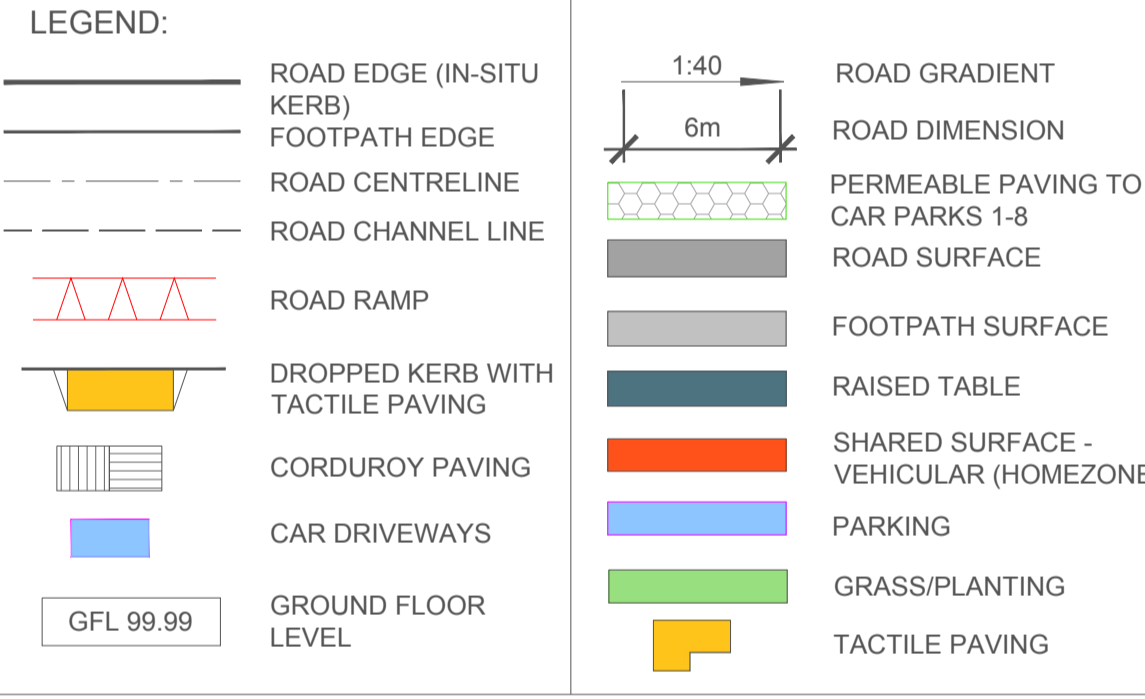 LEGEND:
ROAD EDGE (IN-SITU
KERB)
FOOTPATH EDGE
ROAD CENTRELINE
ROAD CHANNEL LINE
ROAD RAMP
DROPPED KERB WITH
TACTILE PAVING
CORDUROY PAVING
CAR DRIVEWAYS
GFL 99.99
GROUND FLOOR
LEVEL
1:40
ROAD GRADIENT
6m
ROAD DIMENSION
PERMEABLE PAVING TO
CAR PARKS 1-8
ROAD SURFACE
FOOTPATH SURFACE
RAISED TABLE
SHARED SURFACE -
VEHICULAR (HOMEZONE
PARKING
GRASS/PLANTING
TACTILE PAVING